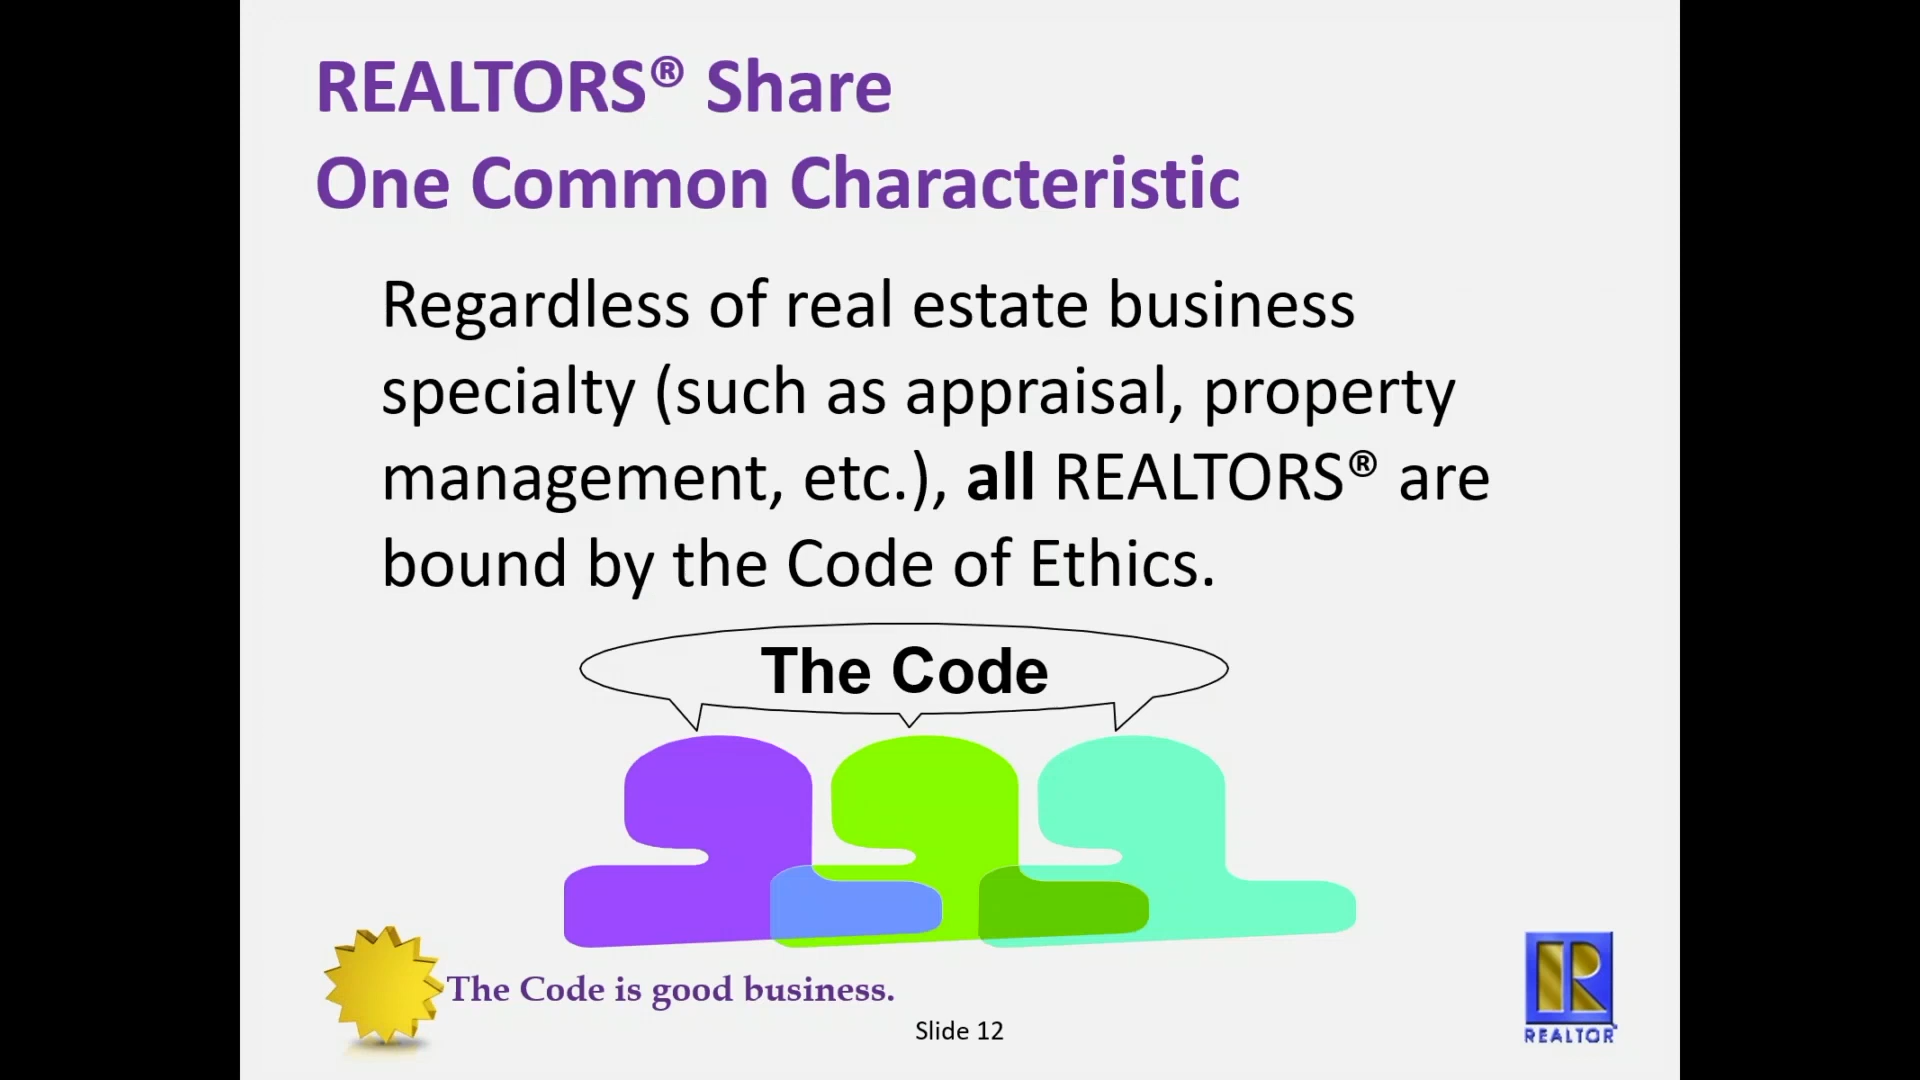 REALTORS® Share
One Common Characteristic
Regardless of real estate business
specialty (such as appraisal, property
management, etc.), all REALTORS® are
bound by the Code of Ethics.
The Code
The Code is good business.
Slide 12
R
REALTOR